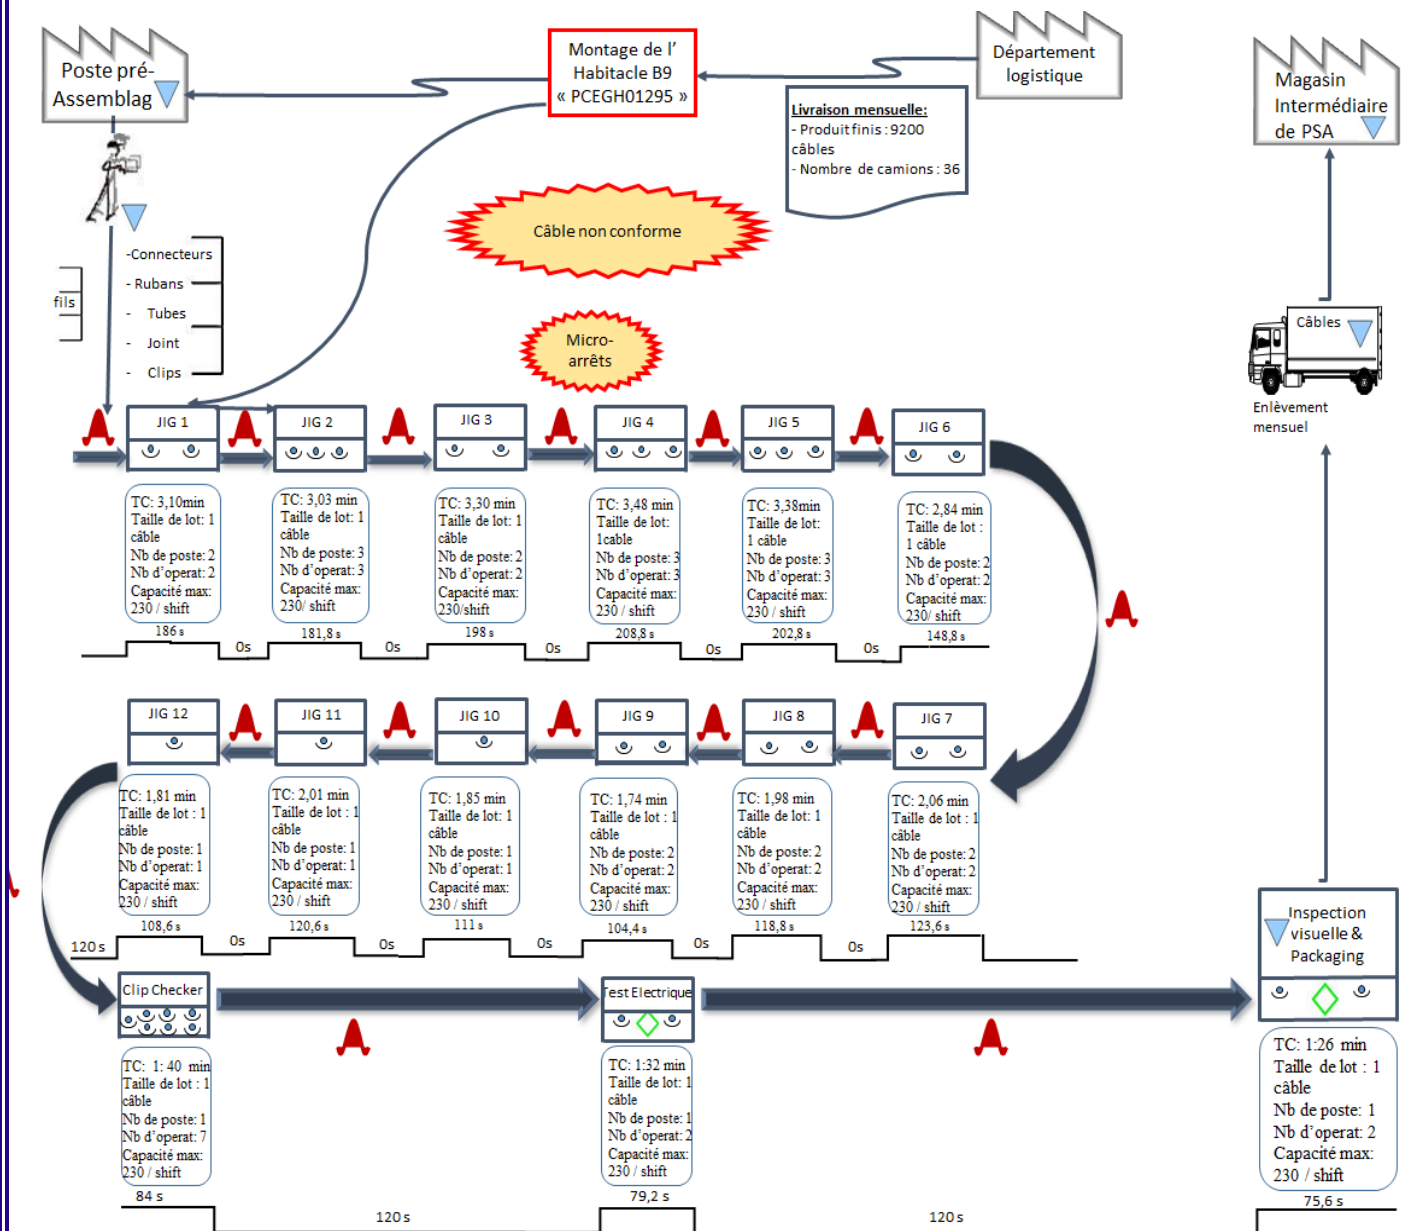 Poste pré-
Assemblag
Montage de l’
Habitacle B9
« PCEGH01295 »
Département
logistique
Magasin
Intermédiaire
de PSA
Livraison mensuelle:
- Produit finis : 9200
câbles
- Nombre de camions : 36
Câble non conforme
-Connecteurs
- Rubans
- Tubes
- Joint
- Clips
fils
Micro-
arrêts
Câbles
Enlèvement
mensuel
JIG 1
JIG 2
JIG 3
JIG 4
JIG 5
JIG 6
TC: 3,10min
Taille de lot: 1
câble
Nb de poste: 2
Nb d’operat: 2
Capacité max:
230 / shift
TC: 3,03 min
Taille de lot: 1
câble
Nb de poste: 3
Nb d’operat: 3
Capacité max:
230/ shift
TC: 3,30 min
Taille de lot: 1
câble
Nb de poste: 2
Nb d’operat: 2
Capacité max:
230/shift
TC: 3,48 min
Taille de lot:
1cable
Nb de poste: 3
Nb d’operat: 3
Capacité max:
230 / shift
TC: 3,38min
Taille de lot:
1 câble
Nb de poste: 3
Nb d’operat: 3
Capacité max:
230 / shift
TC: 2,84 min
Taille de lot :
1 câble
Nb de poste: 2
Nb d’operat: 2
Capacité max:
230/ shift
186 s
0s
181,8 s
0s
198 s
0s
208,8 s
0s
202,8 s
0s
148,8 s
JIG 12
JIG 11
JIG 10
JIG 9
JIG 8
JIG 7
TC: 1,81 min
Taille de lot : 1
câble
Nb de poste: 1
Nb d’operat: 1
Capacité max:
230 / shift
TC: 2,01 min
Taille de lot : 1
câble
Nb de poste: 1
Nb d’operat: 1
Capacité max:
230 / shift
TC: 1,85 min
Taille de lot: 1
câble
Nb de poste: 1
Nb d’operat: 1
Capacité max:
230 / shift
TC: 1,74 min
Taille de lot : 1
câble
Nb de poste: 2
Nb d’operat: 2
Capacité max:
230 / shift
TC: 1,98 min
Taille de lot: 1
câble
Nb de poste: 2
Nb d’operat: 2
Capacité max:
230 / shift
TC: 2,06 min
Taille de lot : 1
câble
Nb de poste: 2
Nb d’operat: 2
Capacité max:
230 / shift
120 s
108,6 s
0s
120,6 s
0s
111 s
0s
104,4 s
0s
118,8 s
0s
123,6 s
Clip Checker
Test Electrique
Inspection
visuelle &
Packaging
TC: 1: 40 min
Taille de lot : 1
câble
Nb de poste: 1
Nb d’operat: 7
Capacité max:
230 / shift
TC: 1:32 min
Taille de lot: 1
câble
Nb de poste: 1
Nb d’operat: 2
Capacité max:
230 / shift
TC: 1:26 min
Taille de lot : 1
câble
Nb de poste: 1
Nb d’operat: 2
Capacité max:
230 / shift
84 s
120 s
79,2 s
120 s
75,6 s